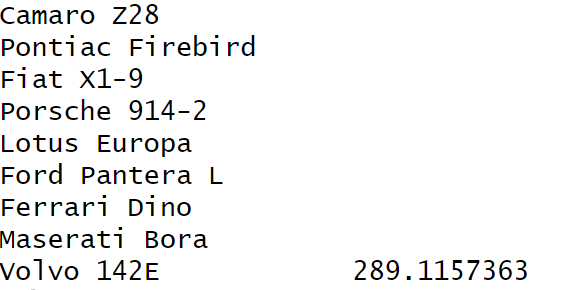 Camaro Z28
Pontiac Firebird
Fiat X1-9
Porsche 914-2
Lotus Europa
Ford Pantera L
Ferrari Dino
Maserati Bora
Volvo 142E 289.1157363